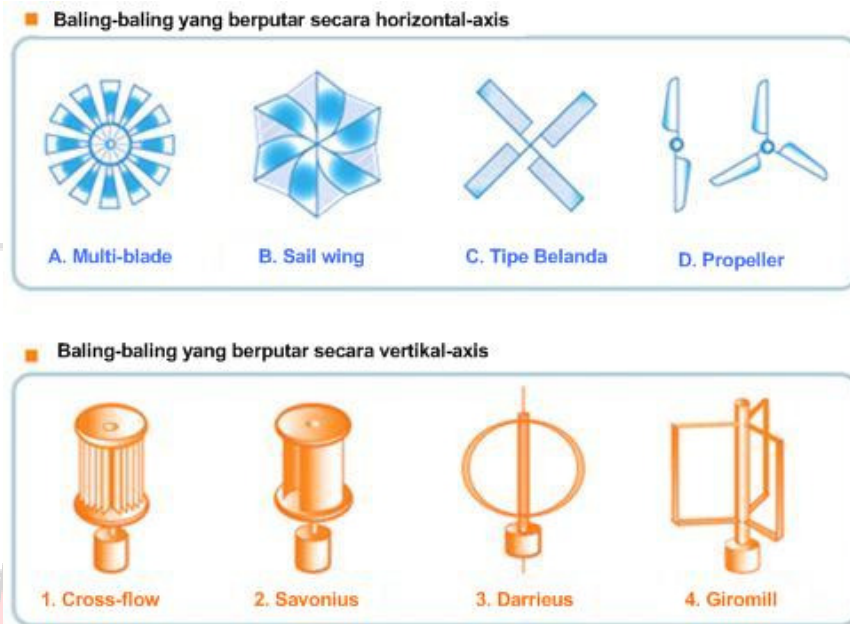 Baling-baling yang berputar secara horizontal-axis
A. Multi-blade
B. Sail wing
C. Tipe Belanda
D. Propeller
Baling-baling yang berputar secara vertikal-axis
1. Cross-flow
2. Savonius
3. Darrieus
4. Giromill